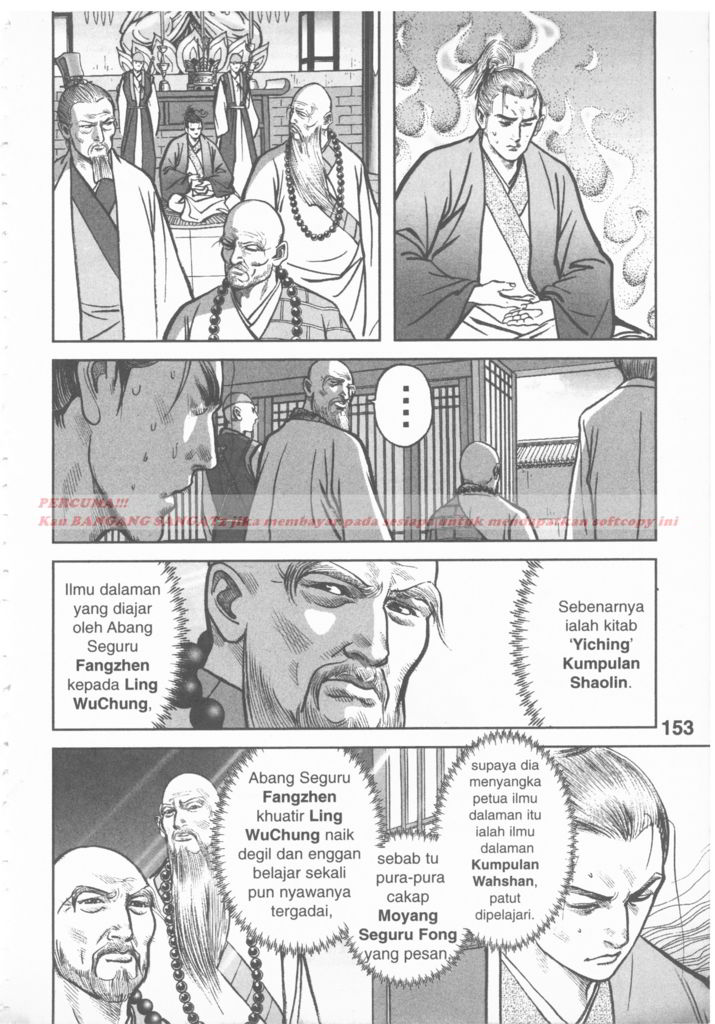 ....
PERCUMA!!!
Kau BANGANG SANGATz jika membayar pada sesiapa untuk mendapatkan softcopy ini
Ilmu dalaman
yang diajar
oleh Abang
Seguru
Fangzhen
kepada Ling
WuChung,
Sebenarnya
ialah kitab
‘Yiching’
Kumpulan
Shaolin.
153
Abang Seguru
Fangzhen
khuatir Ling
WuChung naik
degil dan enggan
belajar sekali
pun nyawanya
tergadai,
sebab tu
pura-pura
cakap
Moyang
Seguru Fong
yang pesan
supaya dia
menyangka
petua ilmu
dalaman itu
ialah ilmu
dalaman
Kumpulan
Wahshan,
patut
dipelajari.